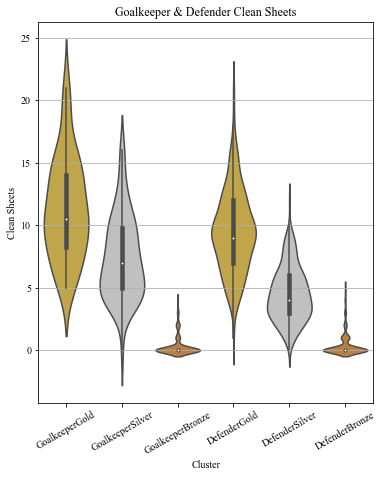 Goalkeeper & Defender Clean Sheets
25
20
15
10
5
0
Clean Sheets
GoalkeeperGold
GoalkeeperSilver
GoalkeeperBronze
DefenderGold
DefenderSilver
DefenderBronze
Cluster